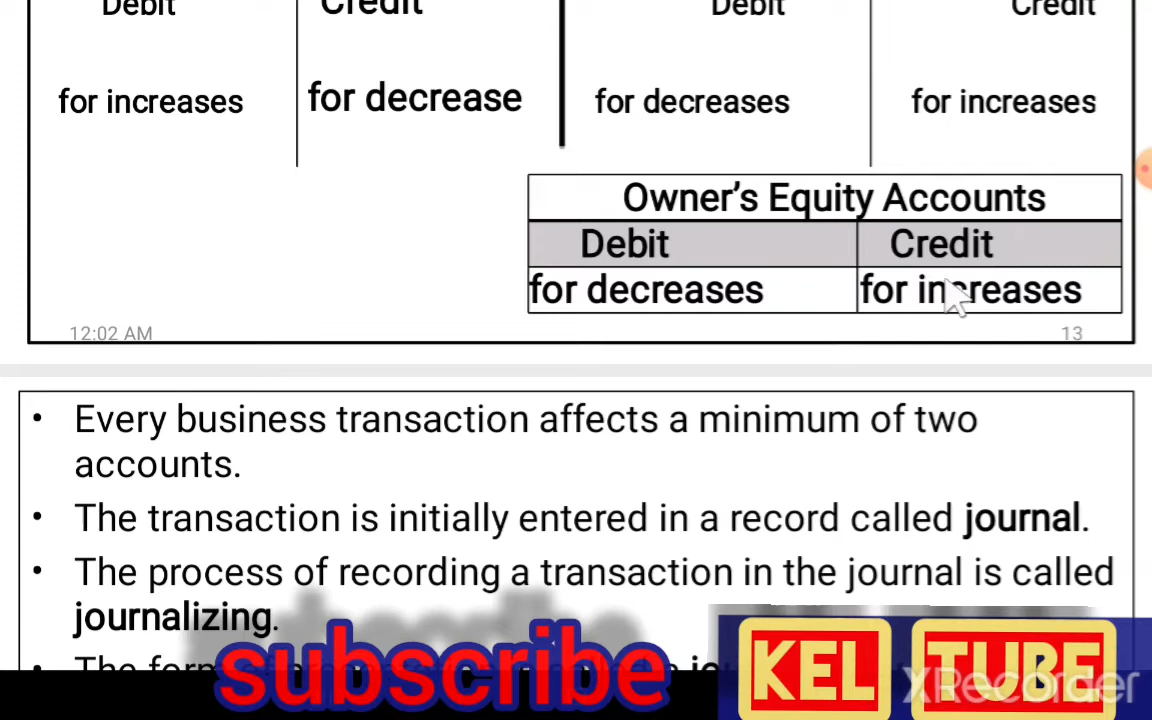 Debit Credit Debit Credit
for increases for decrease for decreases for increases
Owner's Equity Accounts
Debit Credit
for decreases for increases
12:02 AM 13
• Every business transaction affects a minimum of two
accounts.
• The transaction is initially entered in a record called journal.
• The process of recording a transaction in the journal is called
journalizing.
• The form
subscribe
KEL TUBE
XRecorder